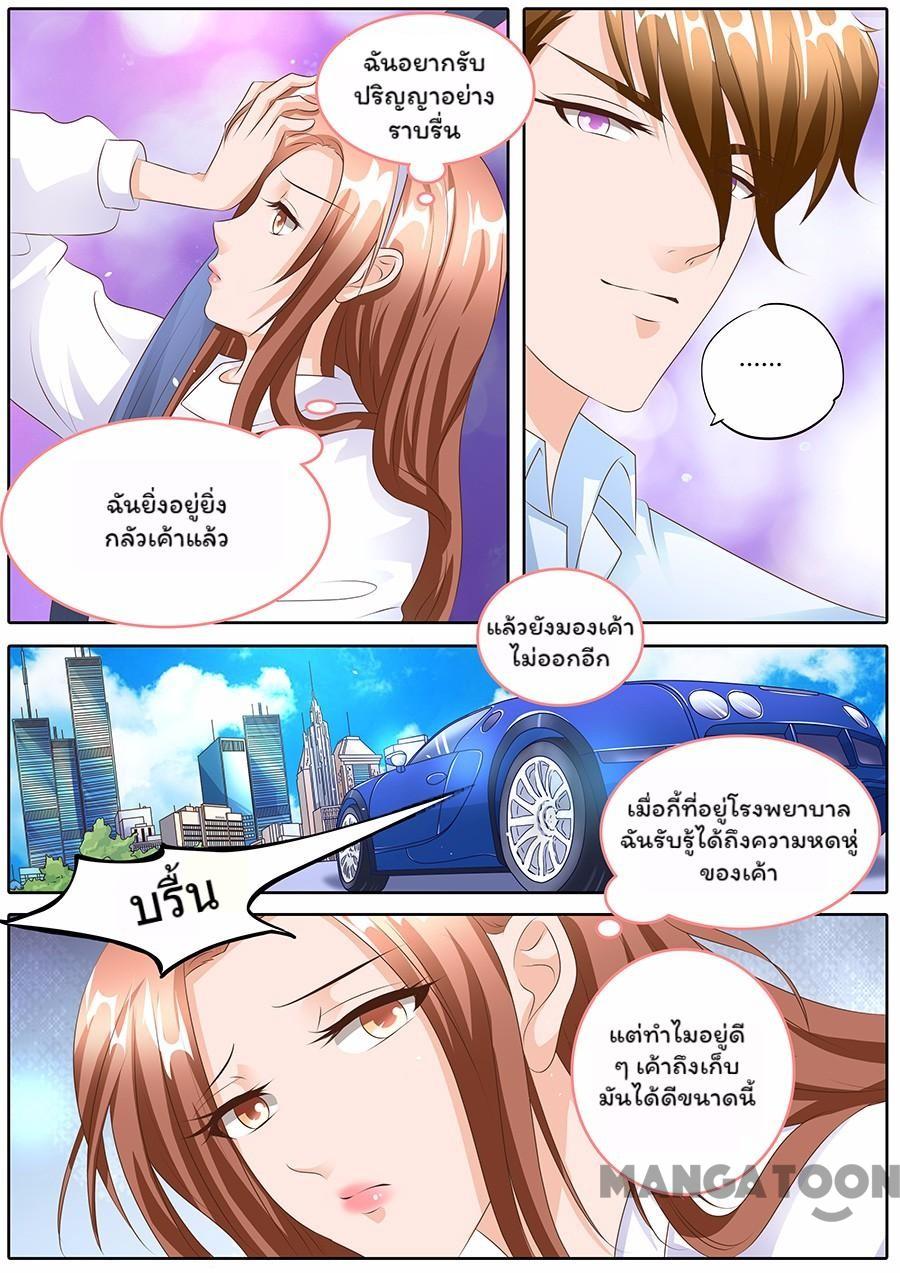 ฉันอยากรับ
ปริญญาอย่าง
ราบรื่น
......
ฉันยิ่งอยู่ยิ่ง
กลัวเค้าแล้ว
แล้วยังมองเค้า
ไม่ออกอีก
เมื่อกี้ที่อยู่โรงพยาบาล
ฉันรับรู้ได้ถึงความหดหู่
ของเค้า
บรื้น
แต่ทำไมอยู่ดี
ๆ เค้าถึงเก็บ
มันได้ดีขนาดนี้
MANGATOON